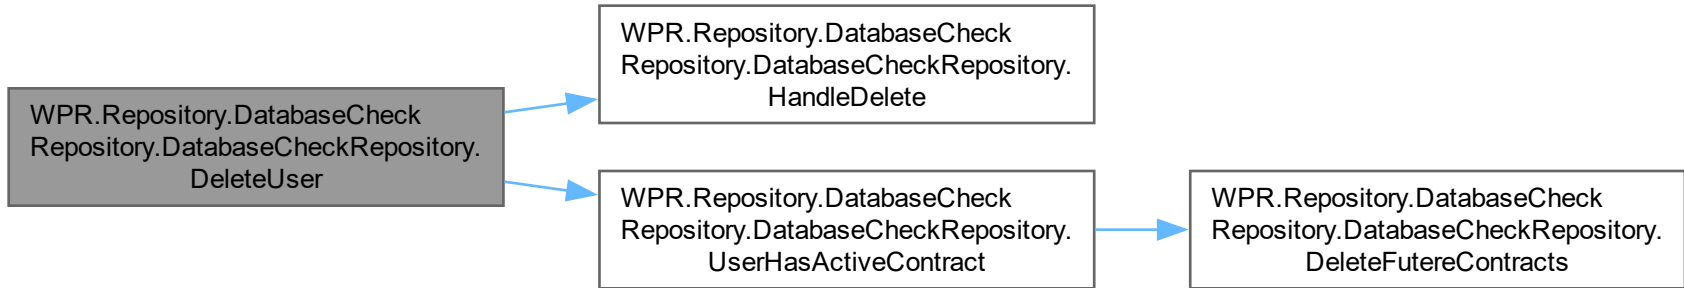 WPR.Repository.DatabaseCheck
Repository.DatabaseCheckRepository.
DeleteUser
WPR.Repository.DatabaseCheck
Repository.DatabaseCheckRepository.
HandleDelete
WPR.Repository.DatabaseCheck
Repository.DatabaseCheckRepository.
UserHasActiveContract
WPR.Repository.DatabaseCheck
Repository.DatabaseCheckRepository.
DeleteFutereContracts